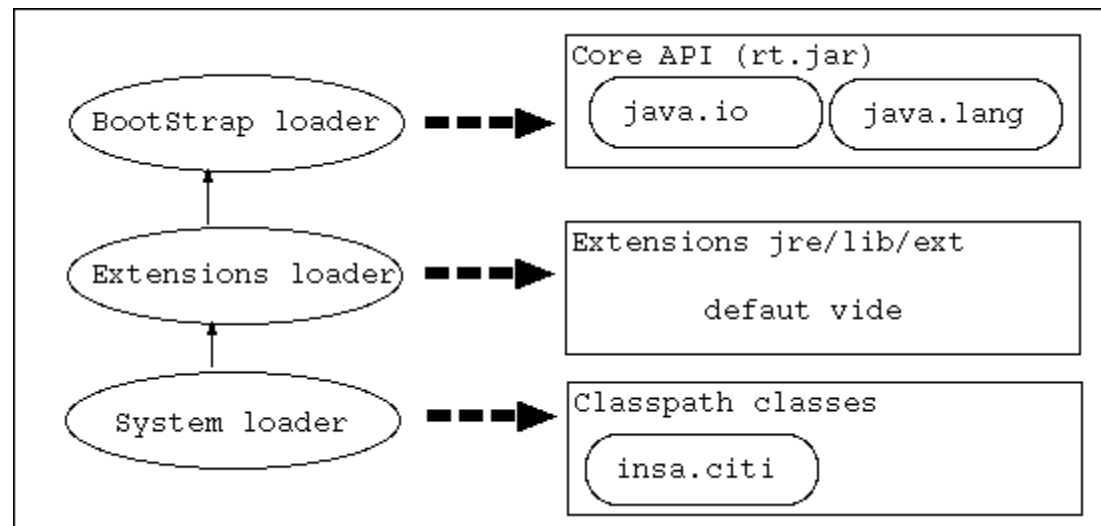 Core API (rt.jar)
BootStrap loader
java.io
java.lang
Extensions jre/lib/ext
Extensions loader
defaut vide
Classpath classes
System loader
insa.citi